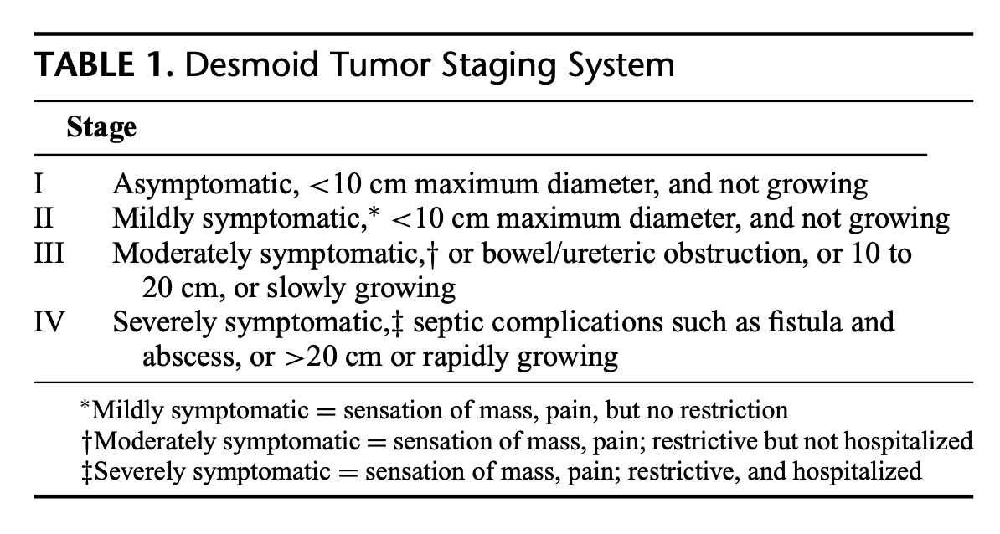 TABLE 1. Desmoid Tumor Staging System
Stage
I Asymptomatic, <10 cm maximum diameter, and not growing
II Mildly symptomatic,* <10 cm maximum diameter, and not growing
III Moderately symptomatic,† or bowel/ureteric obstruction, or 10 to
20 cm, or slowly growing
IV Severely symptomatic,‡ septic complications such as fistula and
abscess, or >20 cm or rapidly growing
*Mildly symptomatic = sensation of mass, pain, but no restriction
†Moderately symptomatic = sensation of mass, pain; restrictive but not hospitalized
‡Severely symptomatic = sensation of mass, pain; restrictive, and hospitalized